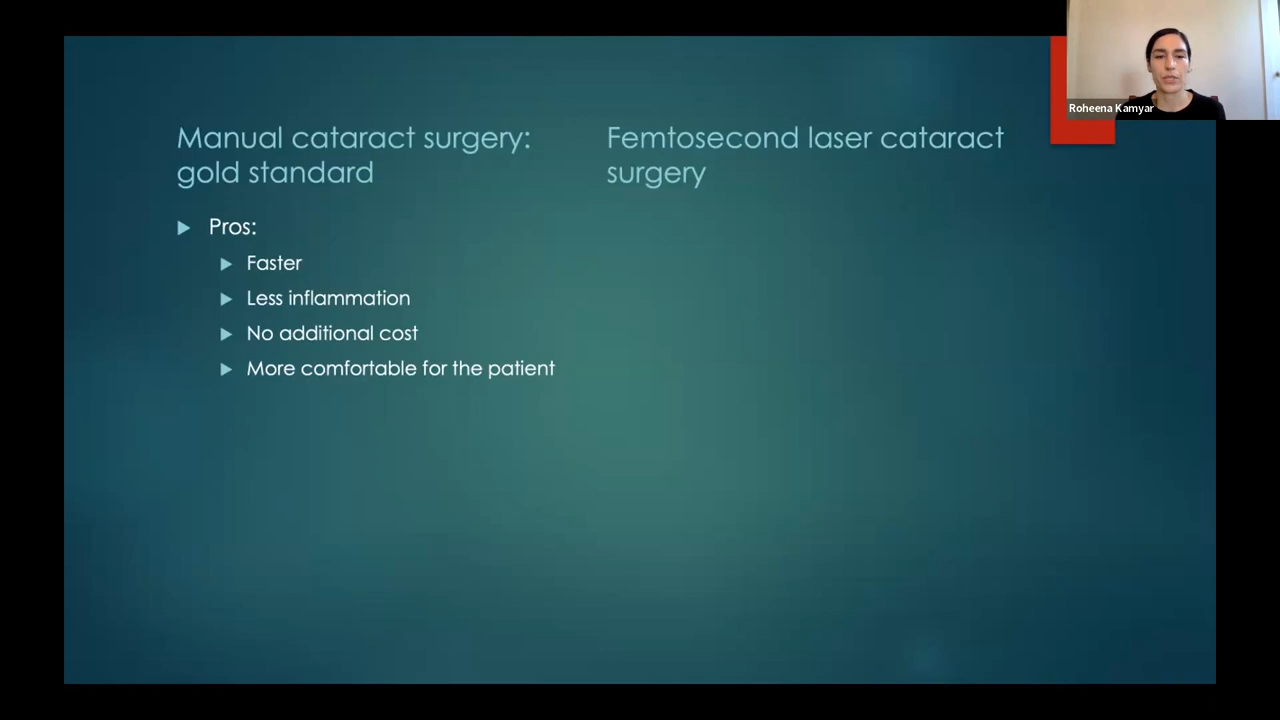 Manual cataract surgery:
gold standard
Pros:
Faster
Less inflammation
No additional cost
More comfortable for the patient
Femtosecond laser cataract
surgery
Roheena Kamyar